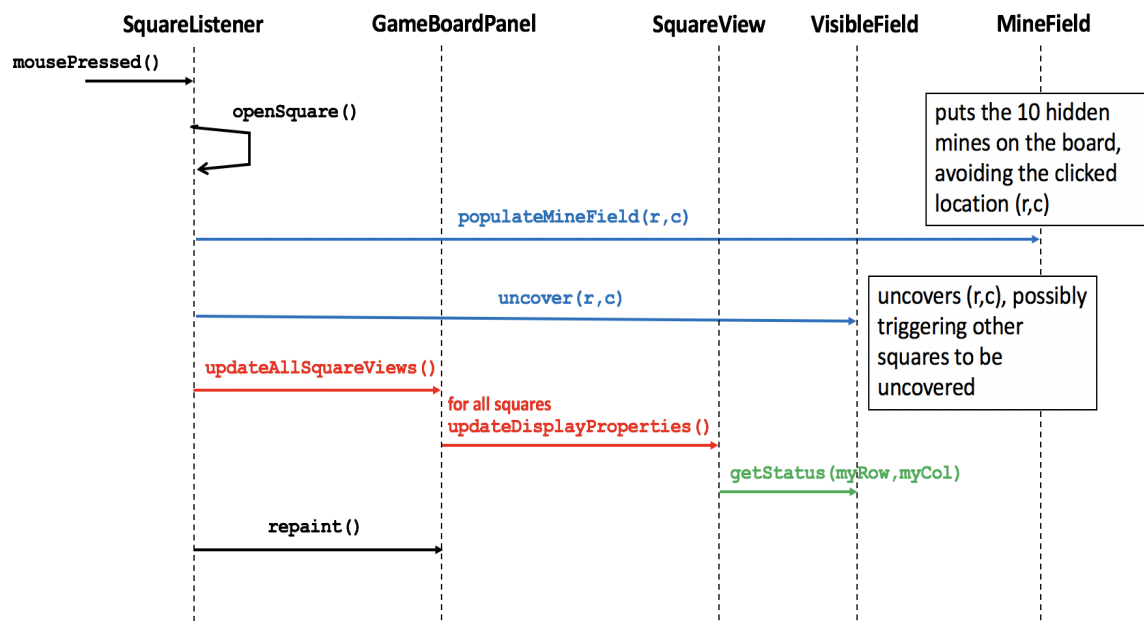 SquareListener GameBoardPanel SquareView VisibleField MineField
mousePressed()
openSquare()
puts the 10 hidden
mines on the board,
avoiding the clicked
location (r,c)
populateMineField(r,c)
uncover(r,c)
uncovers (r,c), possibly
triggering other
squares to be
uncovered
updateAllSquareViews()
for all squares
updateDisplayProperties()
getStatus(myRow,myCol)
repaint()